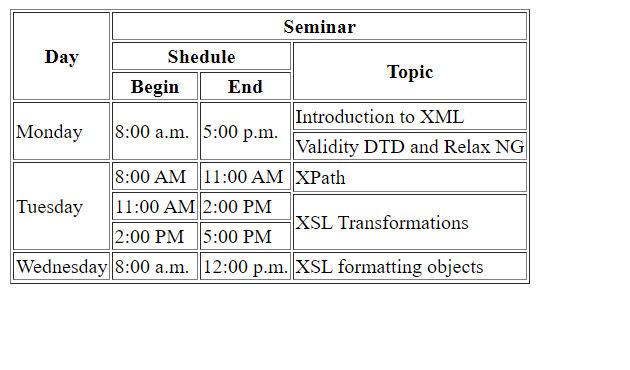 Day Seminar
Shedule Topic
Begin End
Monday 8:00 a.m. 5:00 p.m. Introduction to XML
Validity DTD and Relax NG
Tuesday 8:00 AM 11:00 AM XPath
11:00 AM 2:00 PM XSL Transformations
2:00 PM 5:00 PM
Wednesday 8:00 a.m. 12:00 p.m. XSL formatting objects